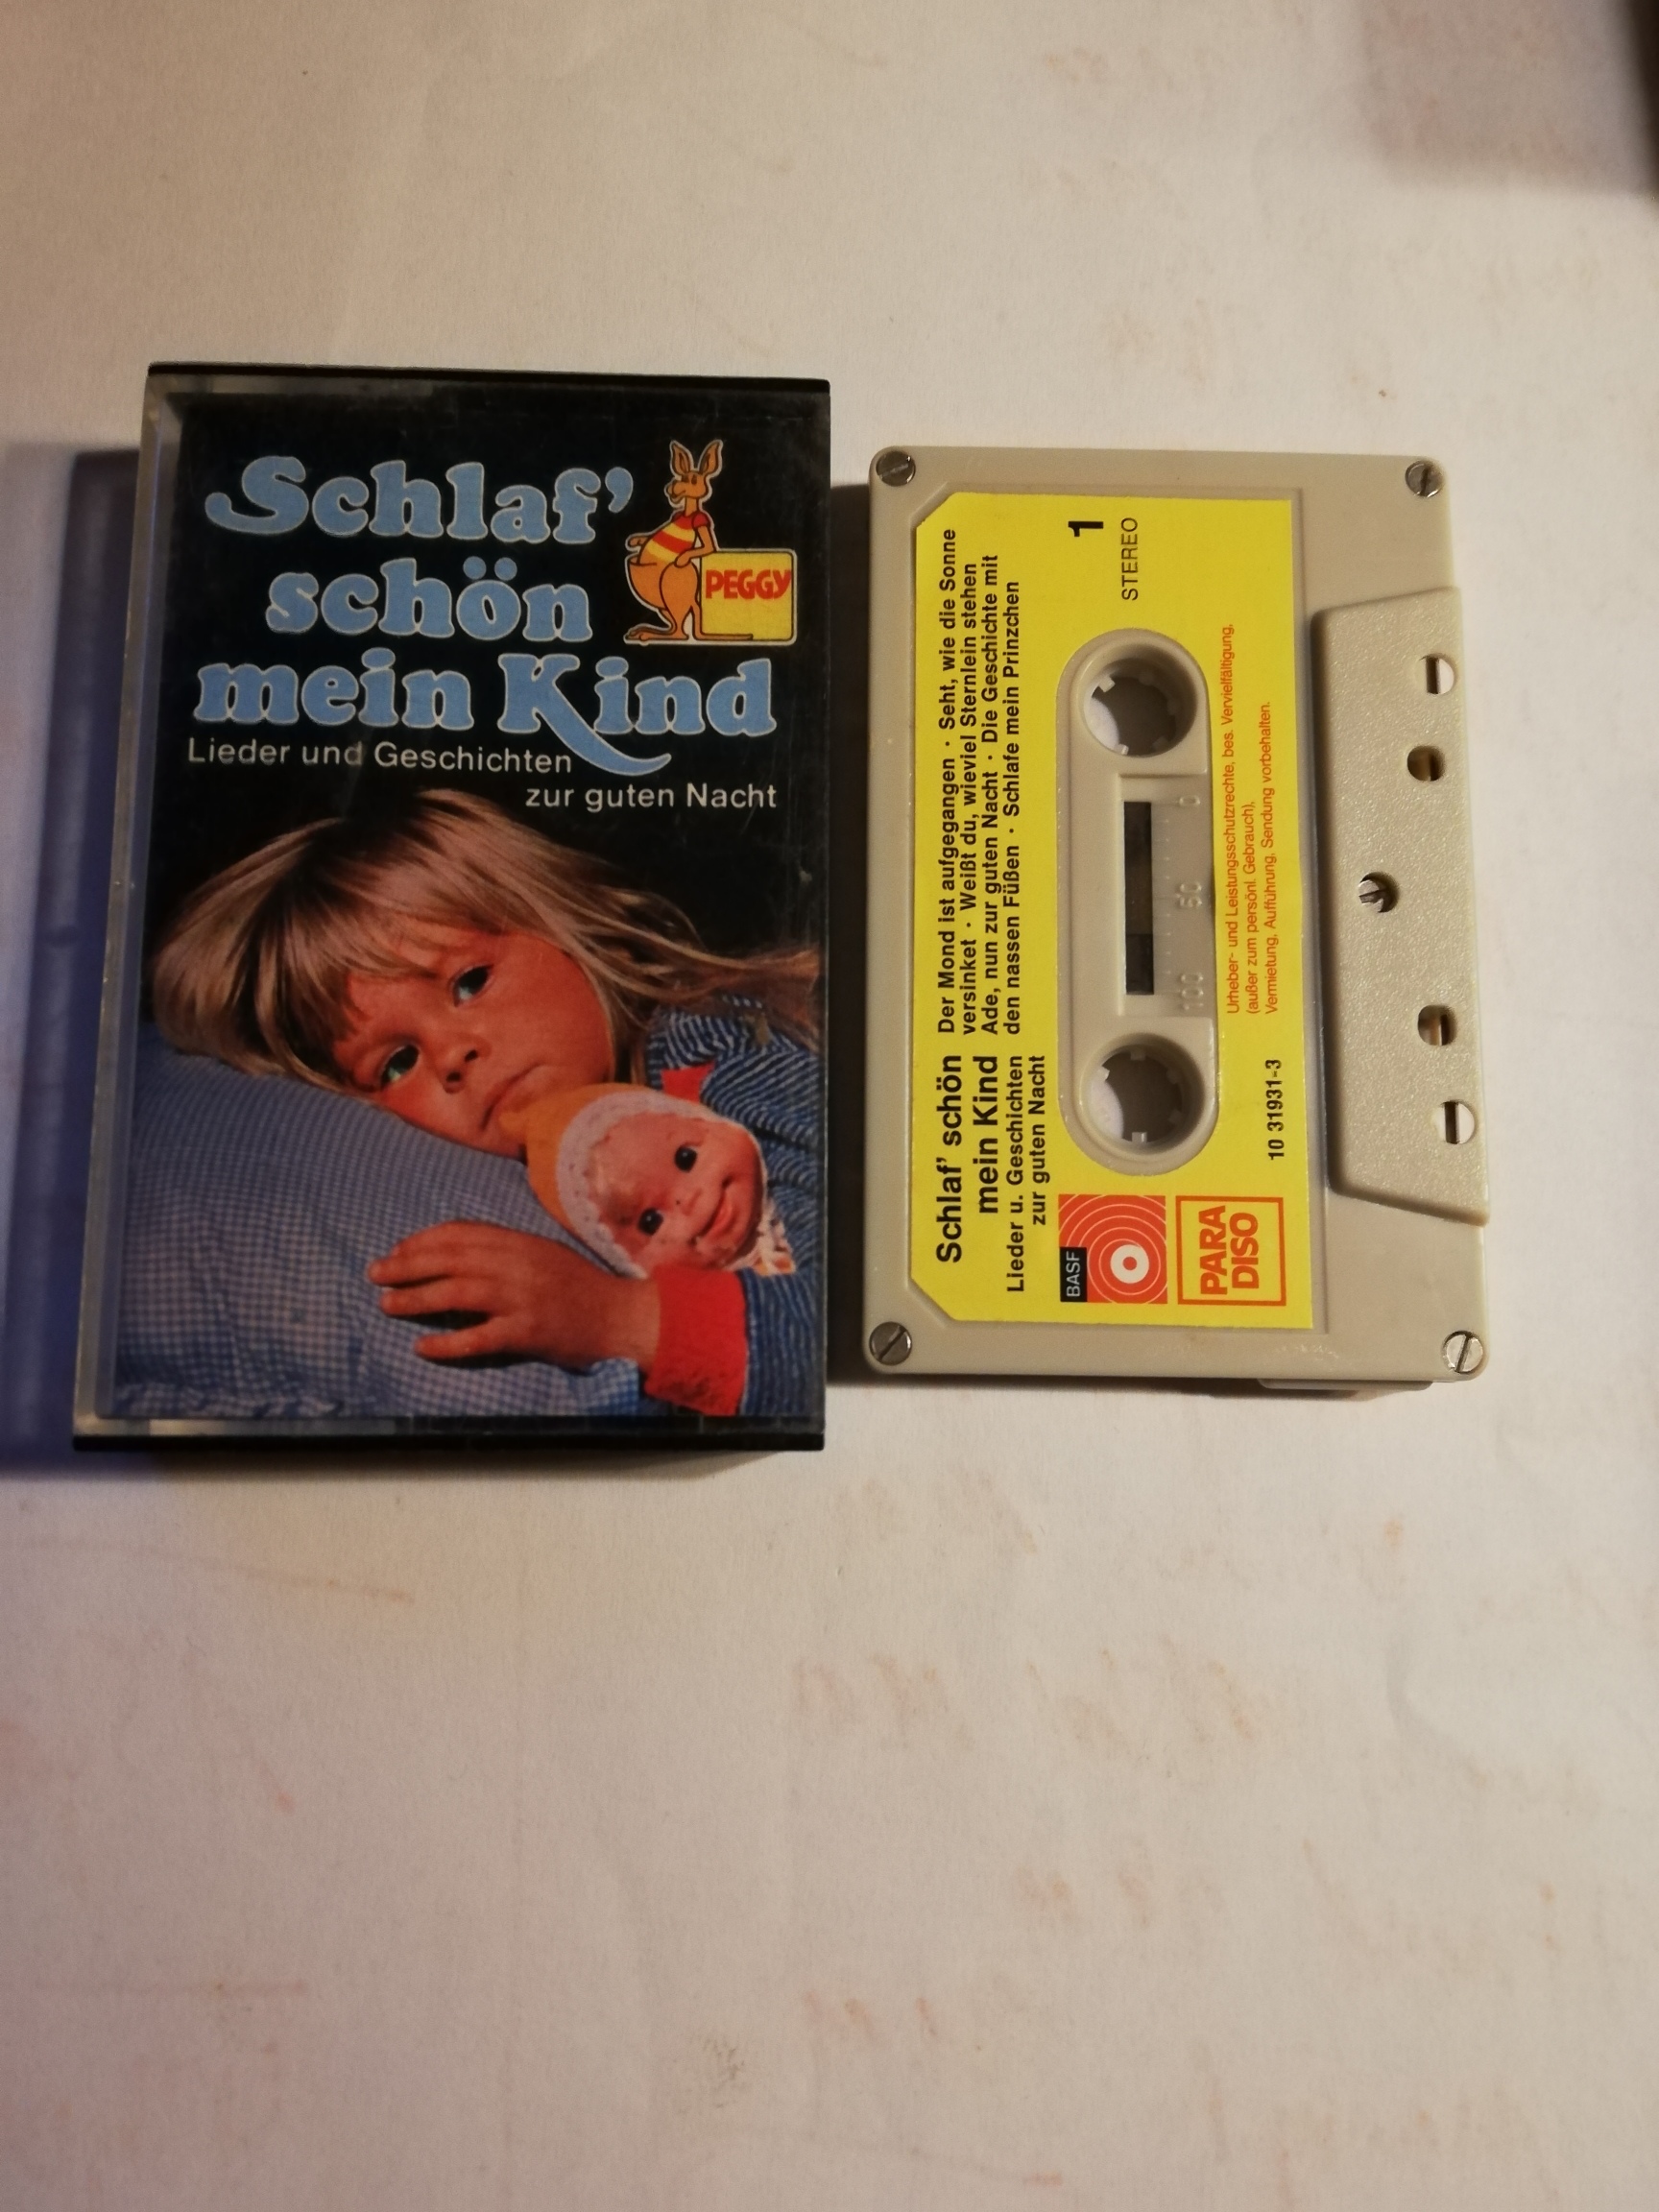 Schlaf'
schön
mein Kind
PEGGY
Lieder und Geschichten
zur guten Nacht
Schlaf' schön
mein Kind
Lieder u. Geschichten
zur guten Nacht
Der Mond ist aufgegangen · Seht, wie die Sonne
versinket · Weißt du, wieviel Sternlein stehen
Ade, nun zur guten Nacht · Die Geschichte mit
den nassen Füßen · Schlafe mein Prinzchen
1
STEREO
BASF
PARA
DISO
100 50 0
10 31931-3
Urheber- und Leistungsschutzrechte, bes. Vervielfältigung,
(außer zum persönl. Gebrauch),
Vermietung, Aufführung, Sendung vorbehalten.